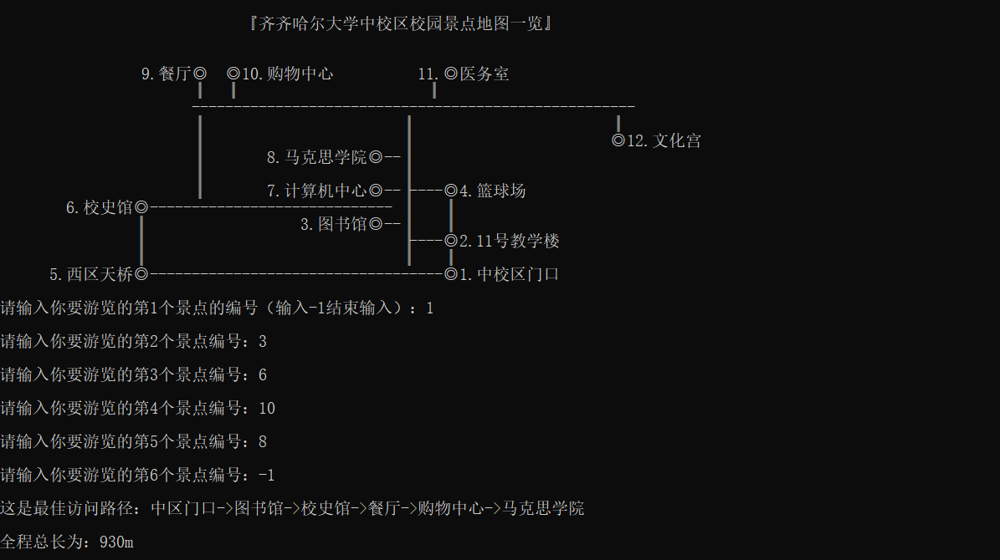 『齐齐哈尔大学中校区校园景点地图一览』
9.餐厅◎ ◎10.购物中心 11.◎医务室
◎12.文化宫
8.马克思学院◎--
7.计算机中心◎-- ----◎4.篮球场
6.校史馆◎-----------------------------
3.图书馆◎--
----◎2.11号教学楼
5.西区天桥◎-----------------------------------◎1.中校区门口
请输入你要游览的第1个景点的编号（输入-1结束输入）：1
请输入你要游览的第2个景点编号：3
请输入你要游览的第3个景点编号：6
请输入你要游览的第4个景点编号：10
请输入你要游览的第5个景点编号：8
请输入你要游览的第6个景点编号：-1
这是最佳访问路径：中区门口->图书馆->校史馆->餐厅->购物中心->马克思学院
全程总长为：930m